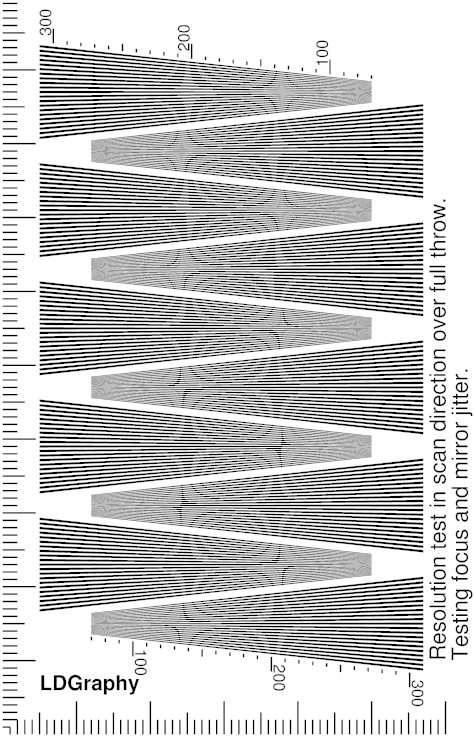 300
200
100
Resolution test in scan direction over full throw.
Testing focus and mirror jitter.
100
200
300
LDGraphy